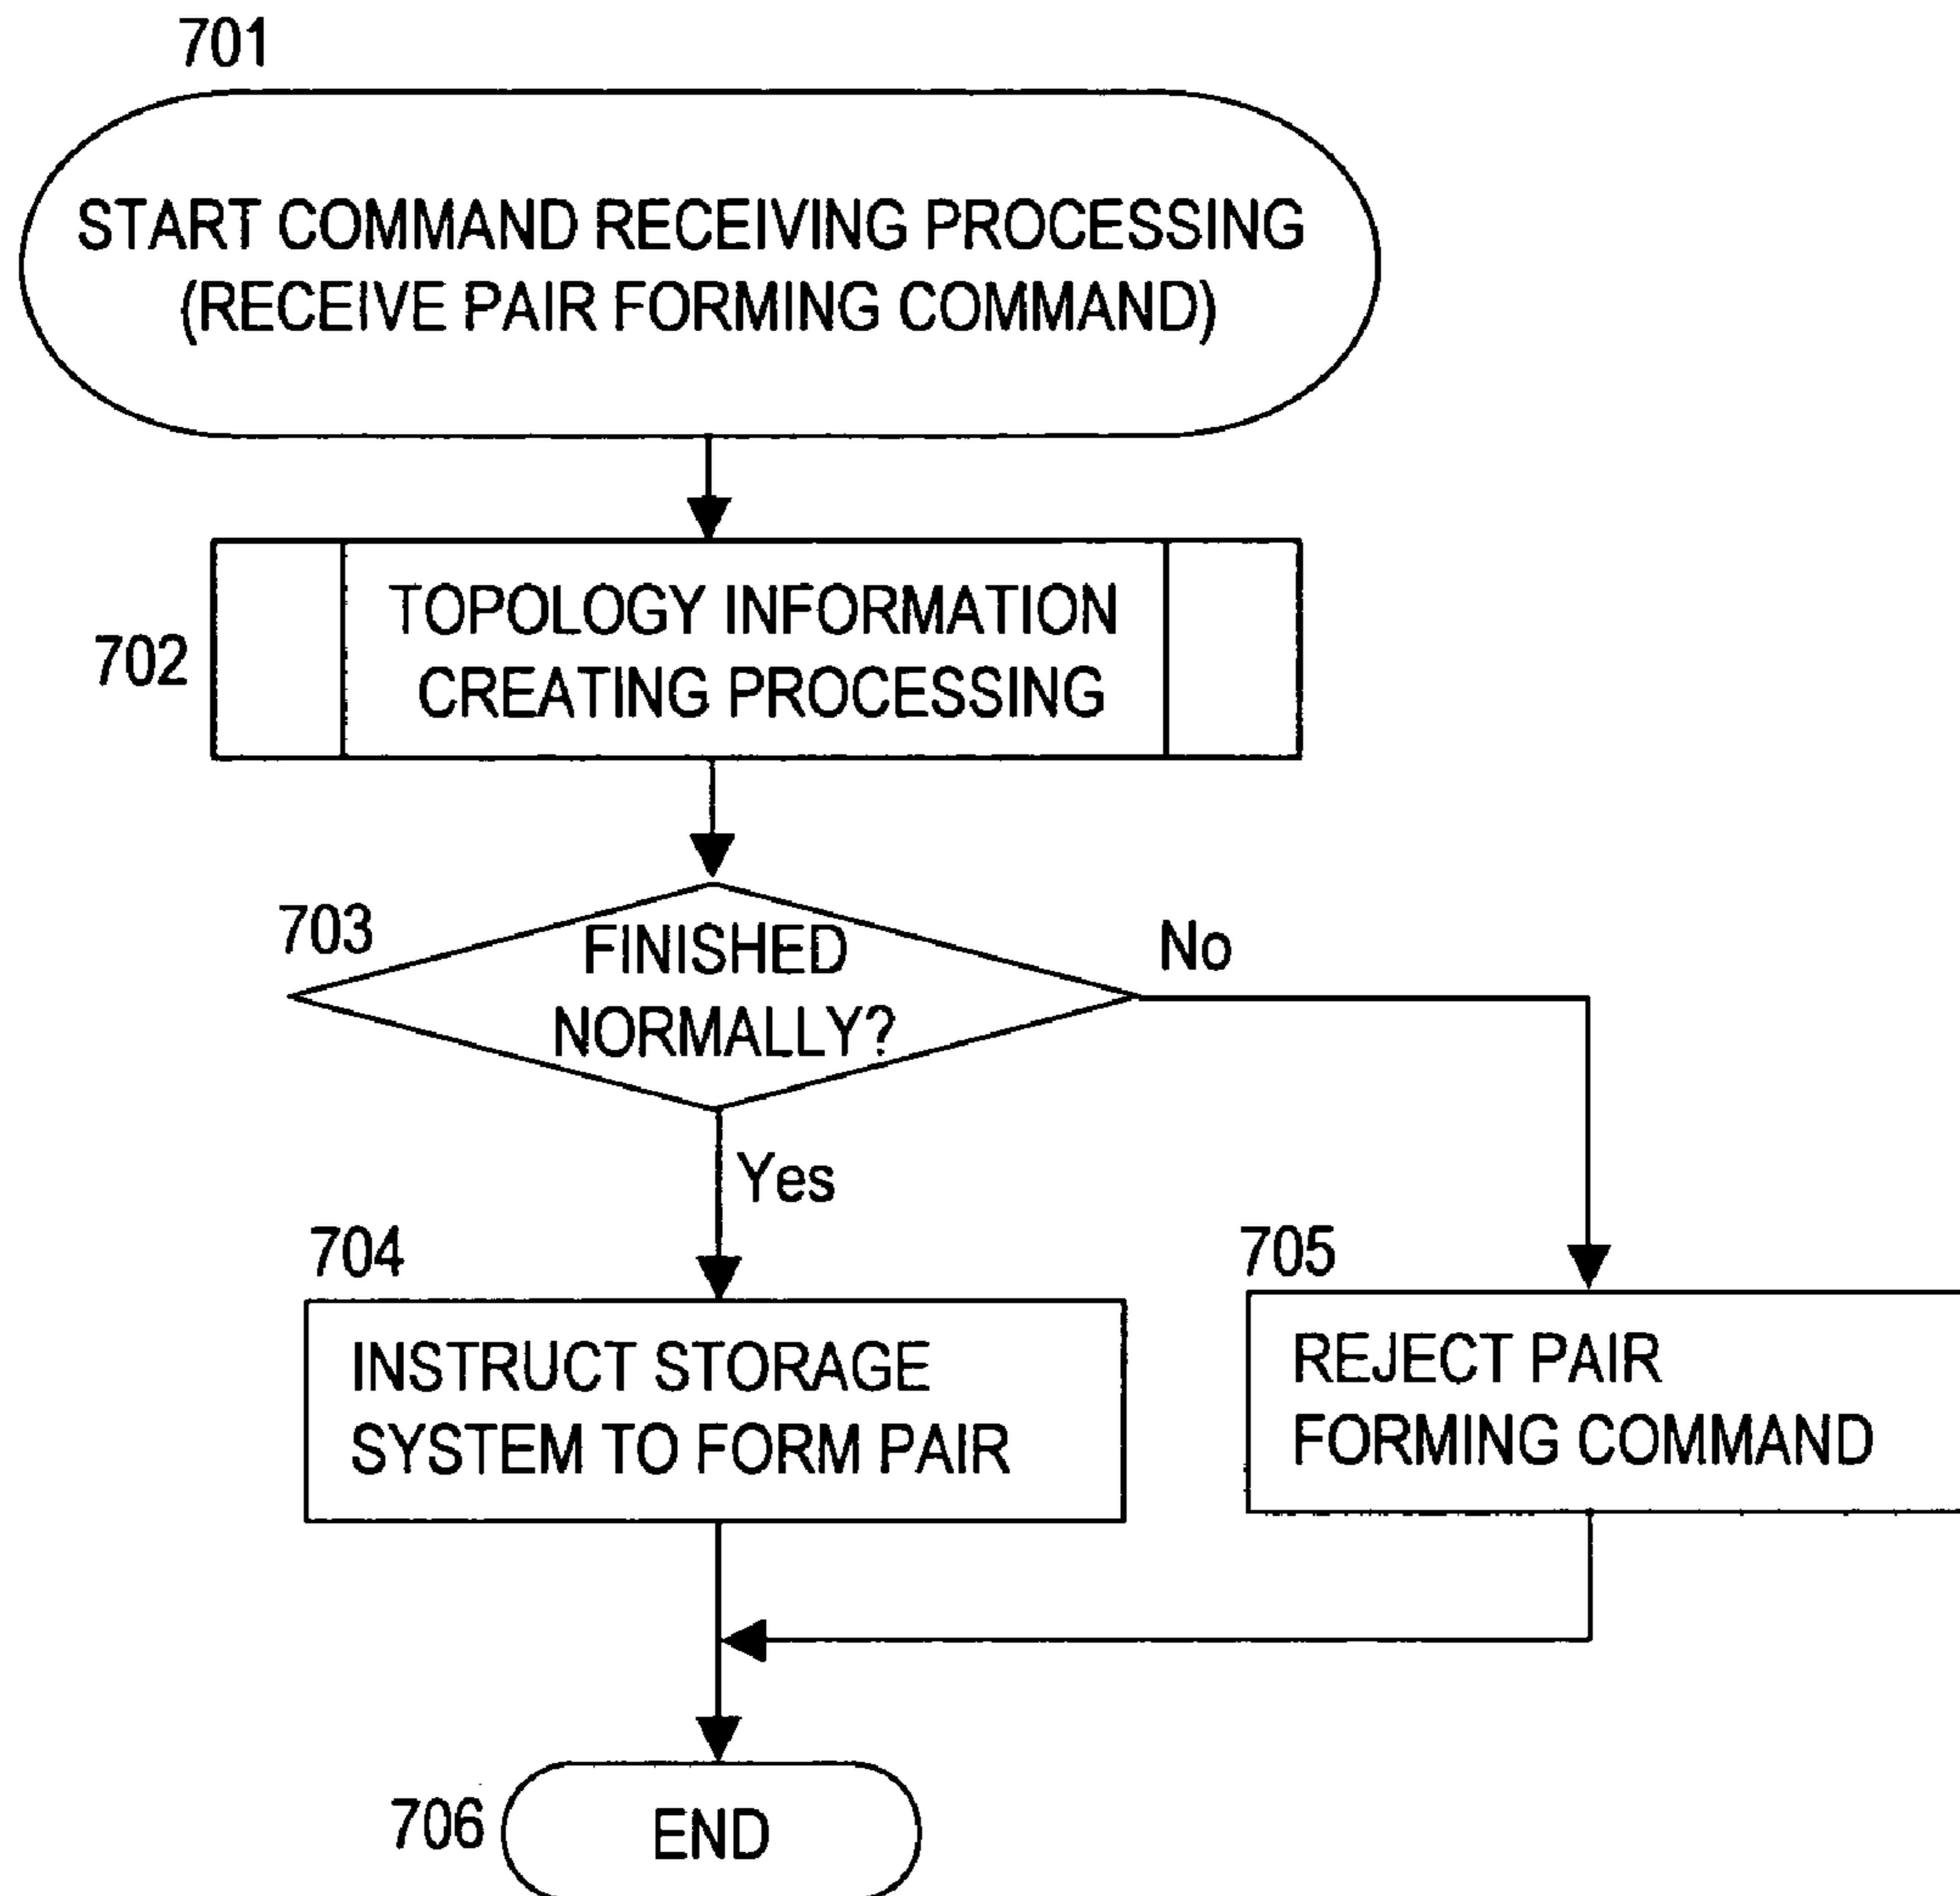 701
START COMMAND RECEIVING PROCESSING
(RECEIVE PAIR FORMING COMMAND)
702
TOPOLOGY INFORMATION
CREATING PROCESSING
703
FINISHED
NORMALLY?
No
Yes
704
INSTRUCT STORAGE
SYSTEM TO FORM PAIR
705
REJECT PAIR
FORMING COMMAND
706
END